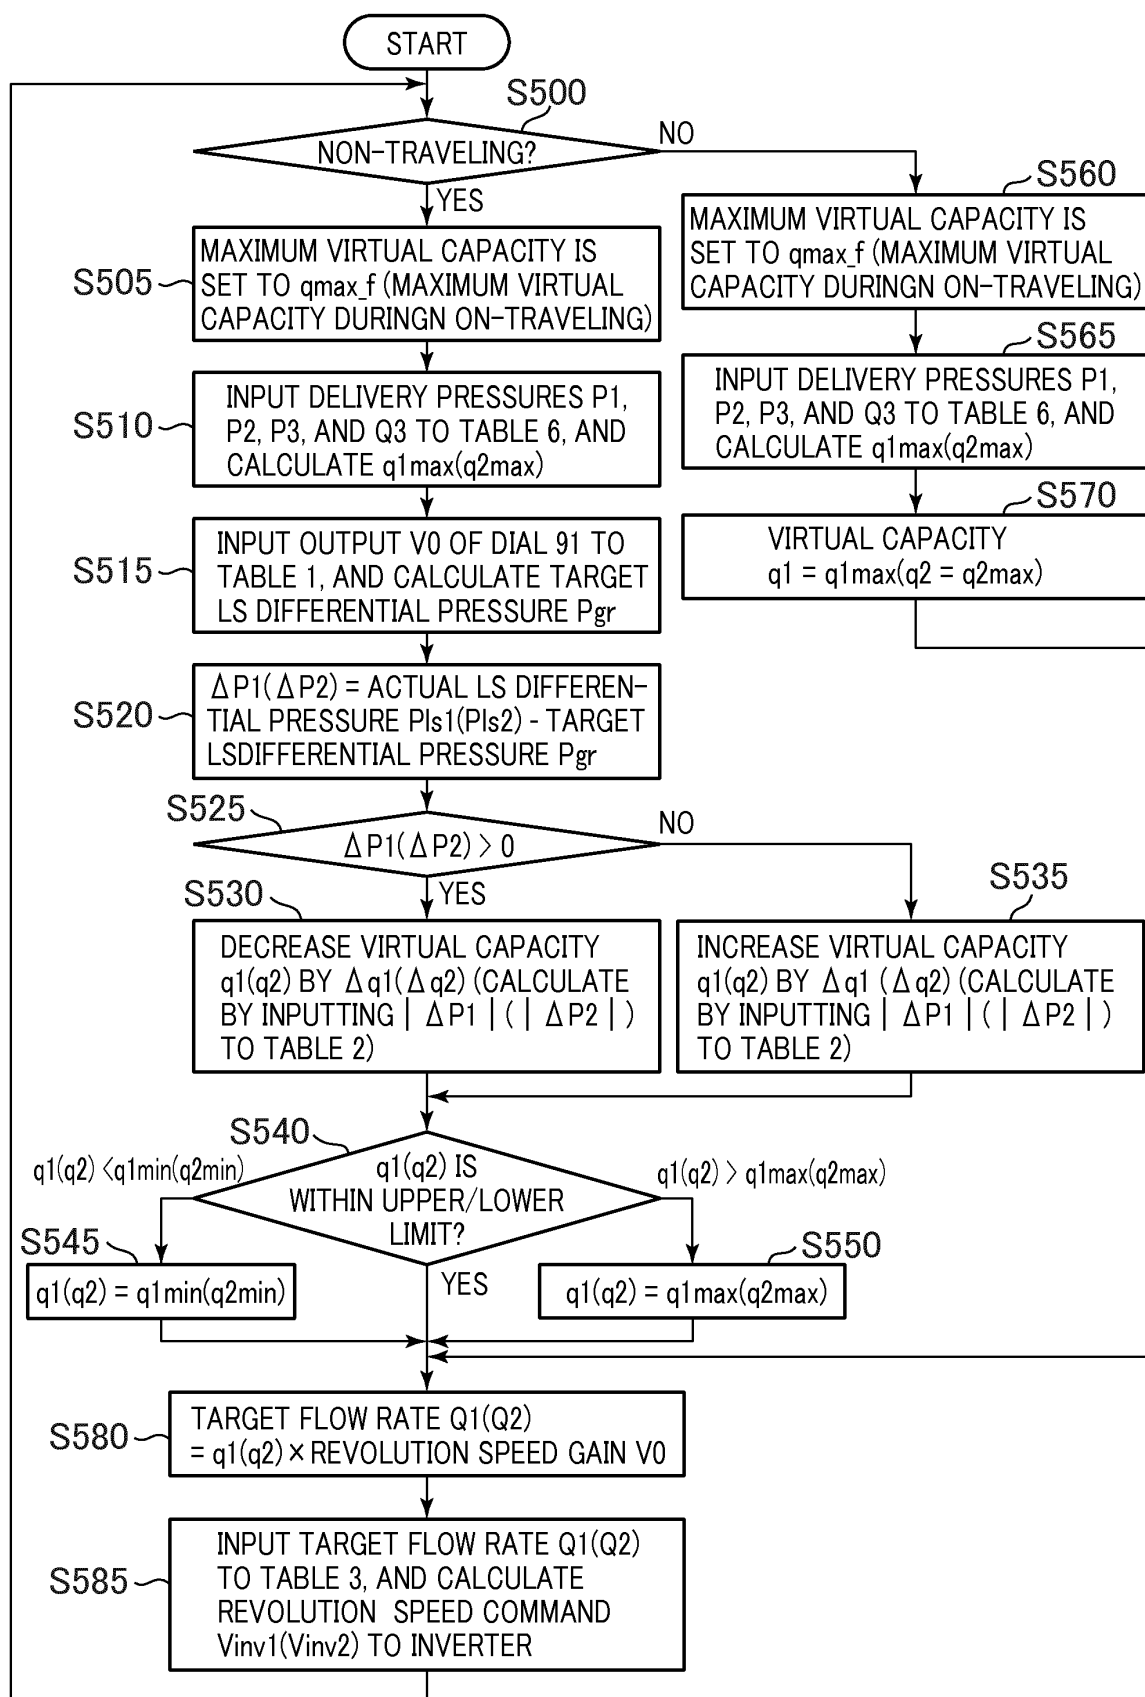 START
S500
NON-TRAVELING?
NO
YES
S505
MAXIMUM VIRTUAL CAPACITY IS
SET TO qmax_f (MAXIMUM VIRTUAL
CAPACITY DURINGN ON-TRAVELING)
S560
MAXIMUM VIRTUAL CAPACITY IS
SET TO qmax_f (MAXIMUM VIRTUAL
CAPACITY DURINGN ON-TRAVELING)
S510
INPUT DELIVERY PRESSURES P1,
P2, P3, AND Q3 TO TABLE 6, AND
CALCULATE q1max(q2max)
S565
INPUT DELIVERY PRESSURES P1,
P2, P3, AND Q3 TO TABLE 6, AND
CALCULATE q1max(q2max)
S515
INPUT OUTPUT V0 OF DIAL 91 TO
TABLE 1, AND CALCULATE TARGET
LS DIFFERENTIAL PRESSURE Pgr
S570
VIRTUAL CAPACITY
q1 = q1max(q2 = q2max)
S520
ΔP1(ΔP2) = ACTUAL LS DIFFEREN-
TIAL PRESSURE Pls1(Pls2) - TARGET
LSDIFFERENTIAL PRESSURE Pgr
S525
ΔP1(ΔP2) > 0
NO
YES
S530
DECREASE VIRTUAL CAPACITY
q1(q2) BY Δq1(Δq2) (CALCULATE
BY INPUTTING | ΔP1 | ( | ΔP2 | )
TO TABLE 2)
S535
INCREASE VIRTUAL CAPACITY
q1(q2) BY Δq1 (Δq2) (CALCULATE
BY INPUTTING | ΔP1 | ( | ΔP2 | )
TO TABLE 2)
S540
q1(q2) IS
WITHIN UPPER/LOWER
LIMIT?
q1(q2) <q1min(q2min)
q1(q2) > q1max(q2max)
YES
S545
q1(q2) = q1min(q2min)
S550
q1(q2) = q1max(q2max)
S580
TARGET FLOW RATE Q1(Q2)
= q1(q2) × REVOLUTION SPEED GAIN V0
S585
INPUT TARGET FLOW RATE Q1(Q2)
TO TABLE 3, AND CALCULATE
REVOLUTION SPEED COMMAND
Vinv1(Vinv2) TO INVERTER